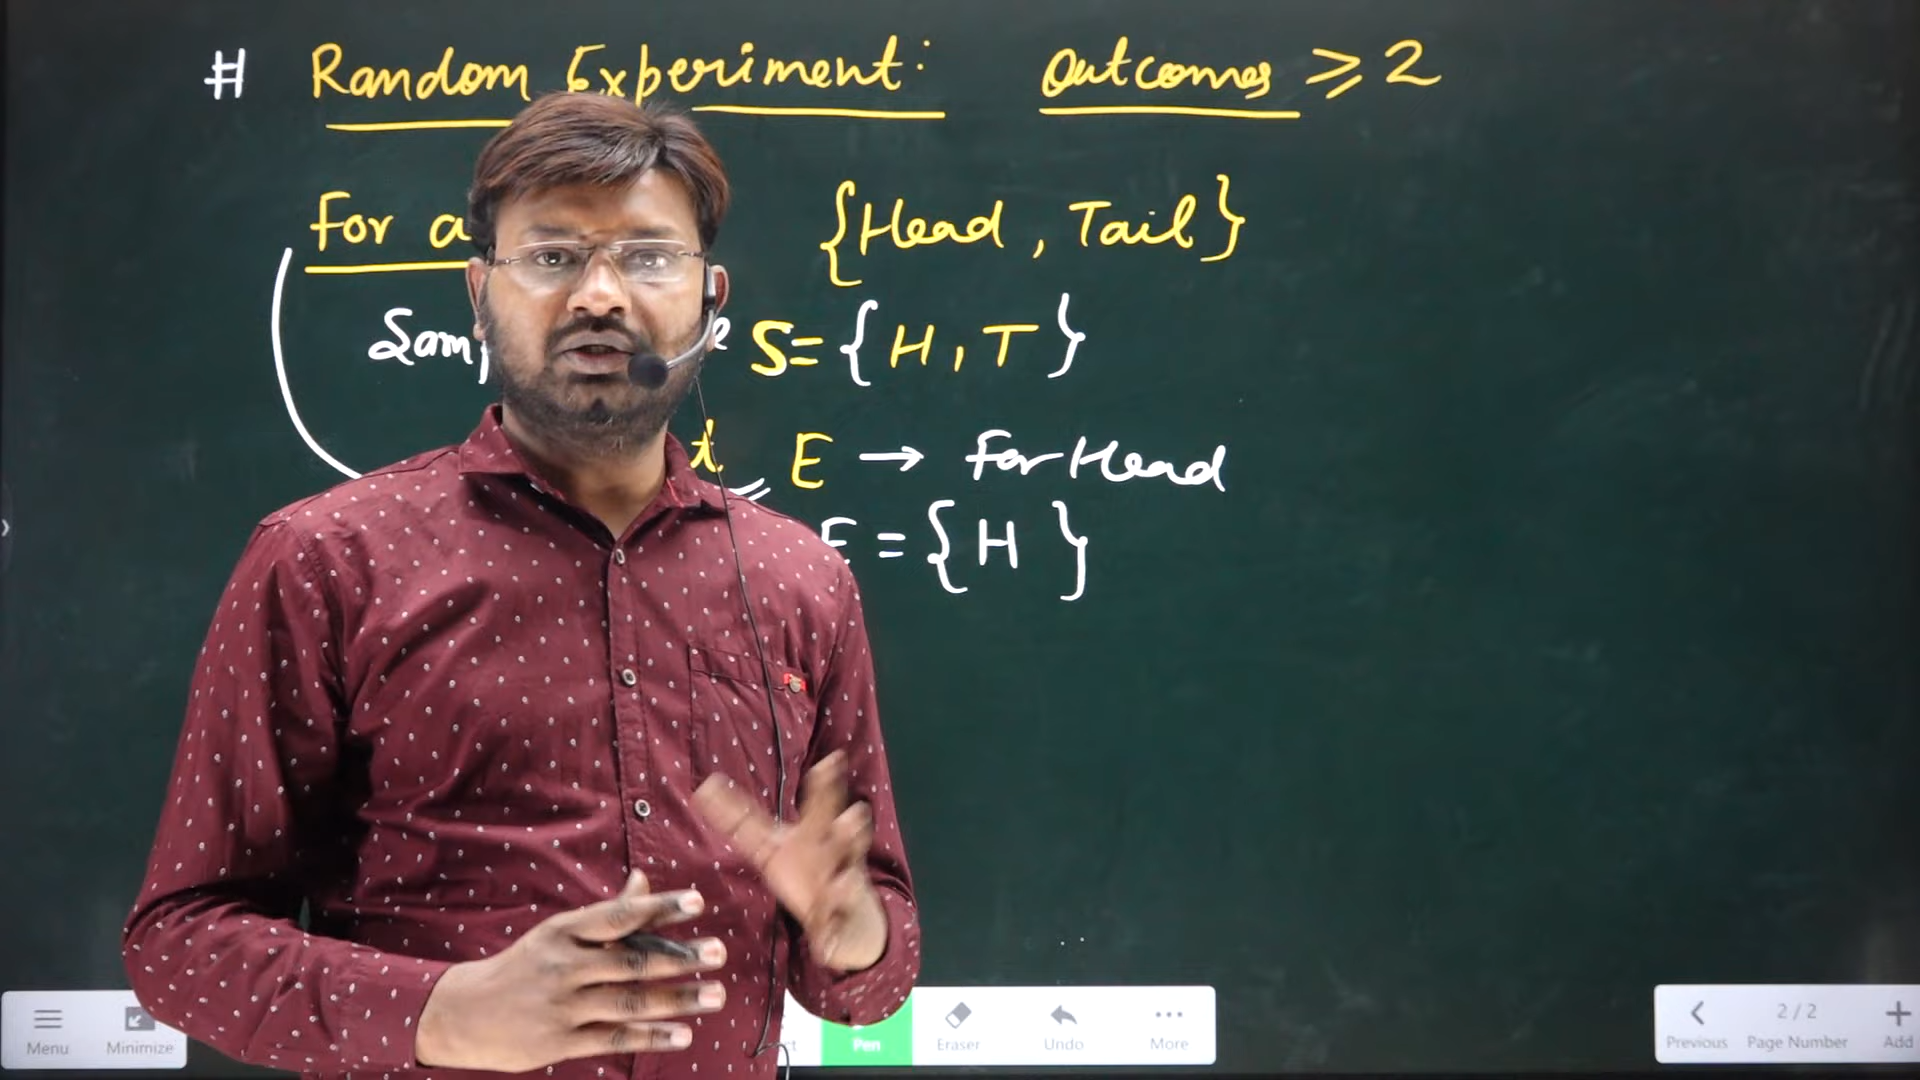 # Random Experiment: Outcomes ≥ 2
For a {Head, Tail}
S = {H, T}
E → For Head
E = {H }
Menu Minimize Pen Eraser Undo More Previous 2 / 2 Page Number Add